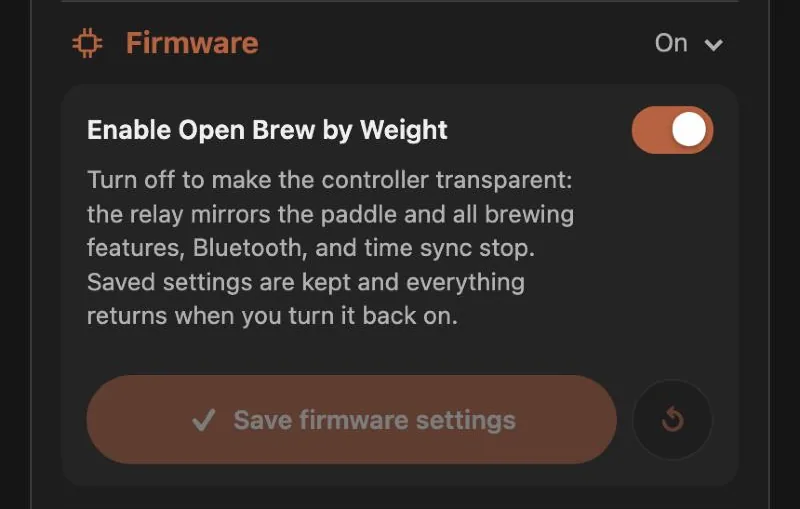 Firmware
On
Enable Open Brew by Weight
Turn off to make the controller transparent:
the relay mirrors the paddle and all brewing
features, Bluetooth, and time sync stop.
Saved settings are kept and everything
returns when you turn it back on.
Save firmware settings